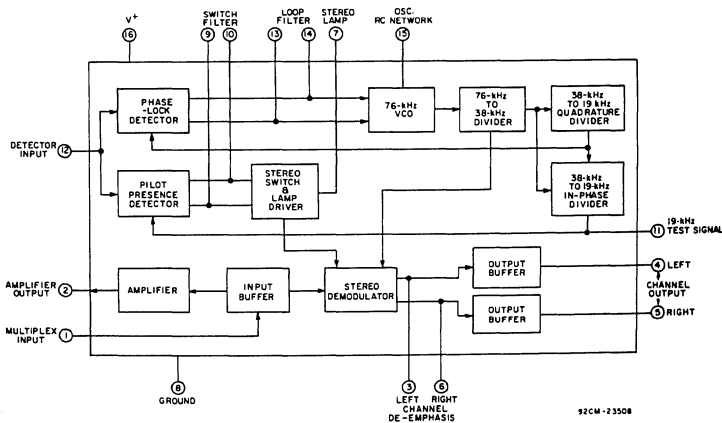 V+
16
SWITCH
FILTER
9 10
LOOP
FILTER
13 14
STEREO
LAMP
7
OSC.
RC NETWORK
15
PHASE
-LOCK
DETECTOR
76-kHz
VCO
76-kHz
TO
38-kHz
DIVIDER
38-kHz
TO 19 kHz
QUADRATURE
DIVIDER
DETECTOR
INPUT
12
PILOT
PRESENCE
DETECTOR
STEREO
SWITCH
&
LAMP
DRIVER
38-kHz
TO 19-kHz
IN-PHASE
DIVIDER
11 19-kHz
TEST SIGNAL
AMPLIFIER
OUTPUT
2
AMPLIFIER
INPUT
BUFFER
STEREO
DEMODULATOR
OUTPUT
BUFFER
4 LEFT
CHANNEL
OUTPUT
OUTPUT
BUFFER
5 RIGHT
MULTIPLEX
INPUT
1
8
GROUND
3 6
LEFT RIGHT
CHANNEL
DE-EMPHASIS
92CM-23508